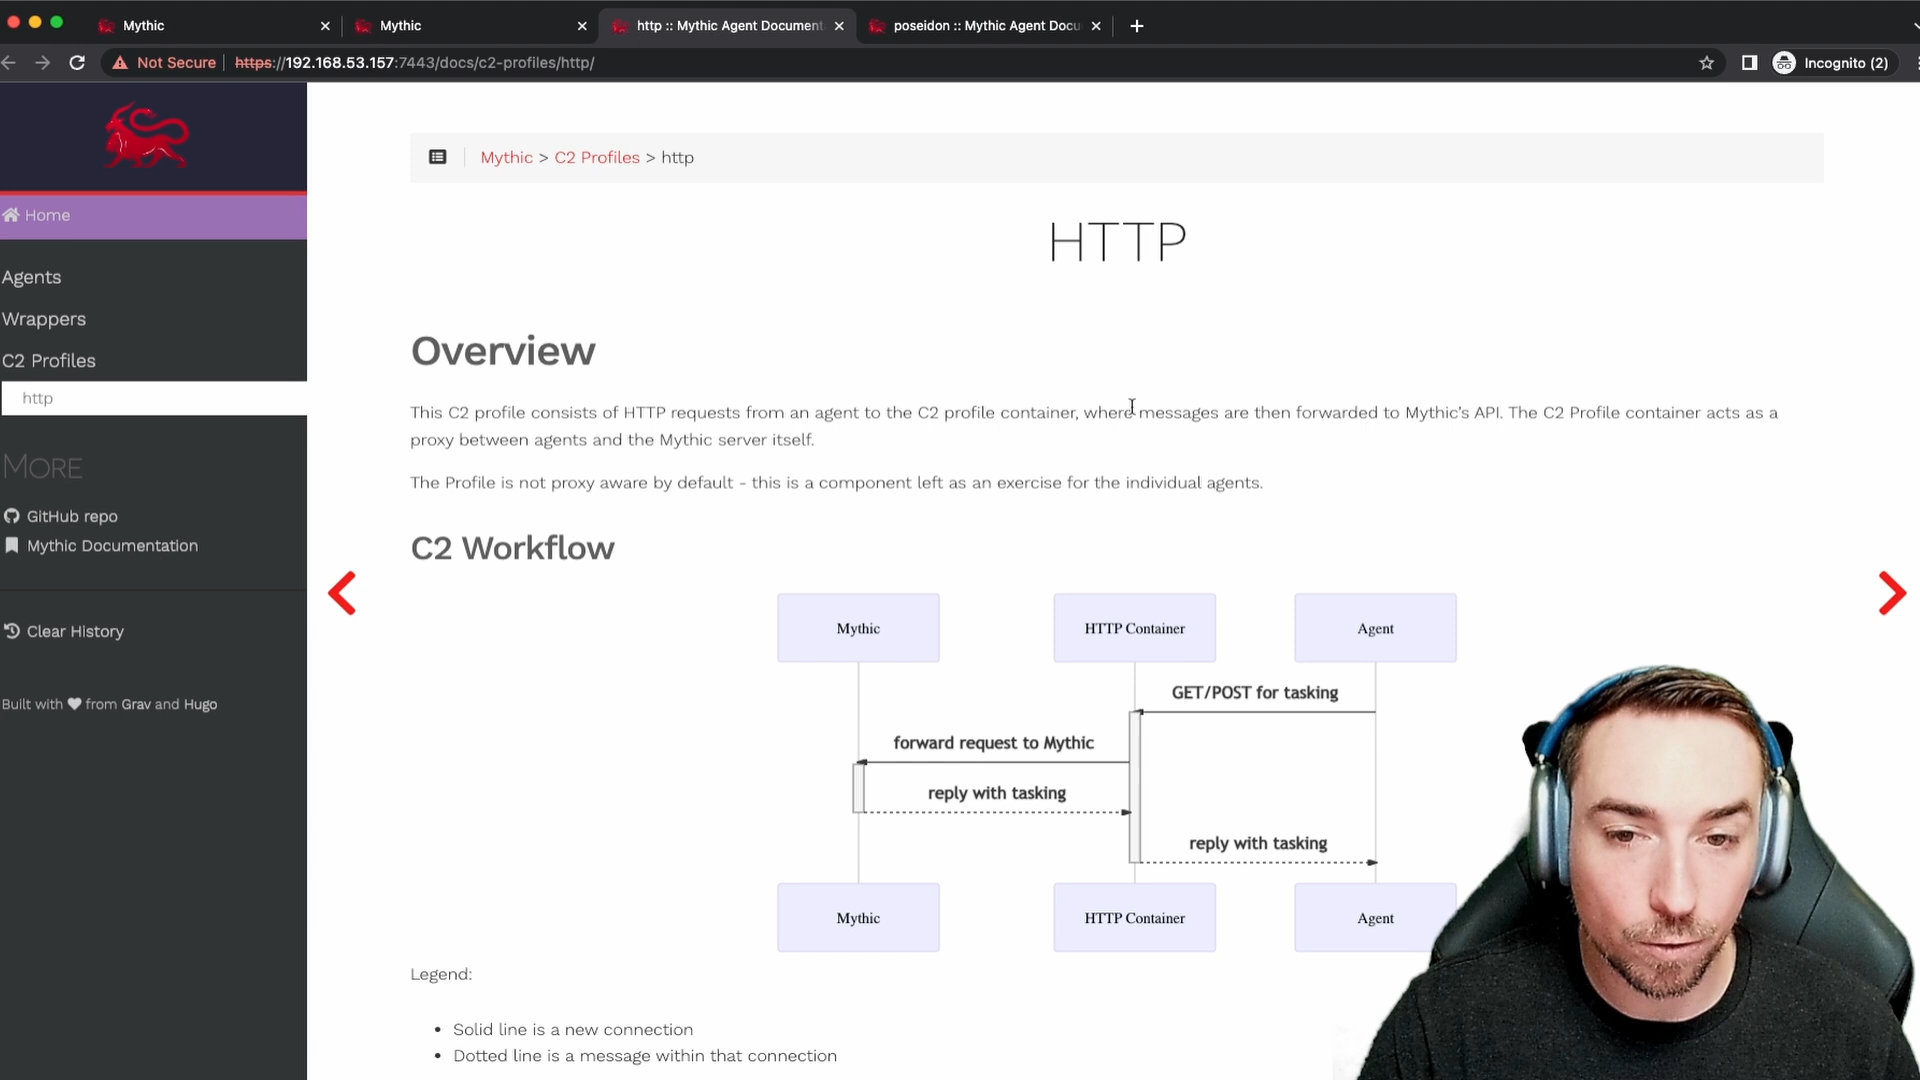 Mythic
Mythic
http :: Mythic Agent Document
poseidon :: Mythic Agent Docu
Not Secure https://192.168.53.157:7443/docs/c2-profiles/http/
Incognito (2)
Home
Agents
Wrappers
C2 Profiles
http
MORE
GitHub repo
Mythic Documentation
Clear History
Built with from Grav and Hugo
Mythic > C2 Profiles > http
HTTP
Overview
This C2 profile consists of HTTP requests from an agent to the C2 profile container, where messages are then forwarded to Mythic's API. The C2 Profile container acts as a
proxy between agents and the Mythic server itself.
The Profile is not proxy aware by default - this is a component left as an exercise for the individual agents.
C2 Workflow
Mythic
HTTP Container
Agent
GET/POST for tasking
forward request to Mythic
reply with tasking
reply with tasking
Mythic
HTTP Container
Agent
Legend:
• Solid line is a new connection
• Dotted line is a message within that connection